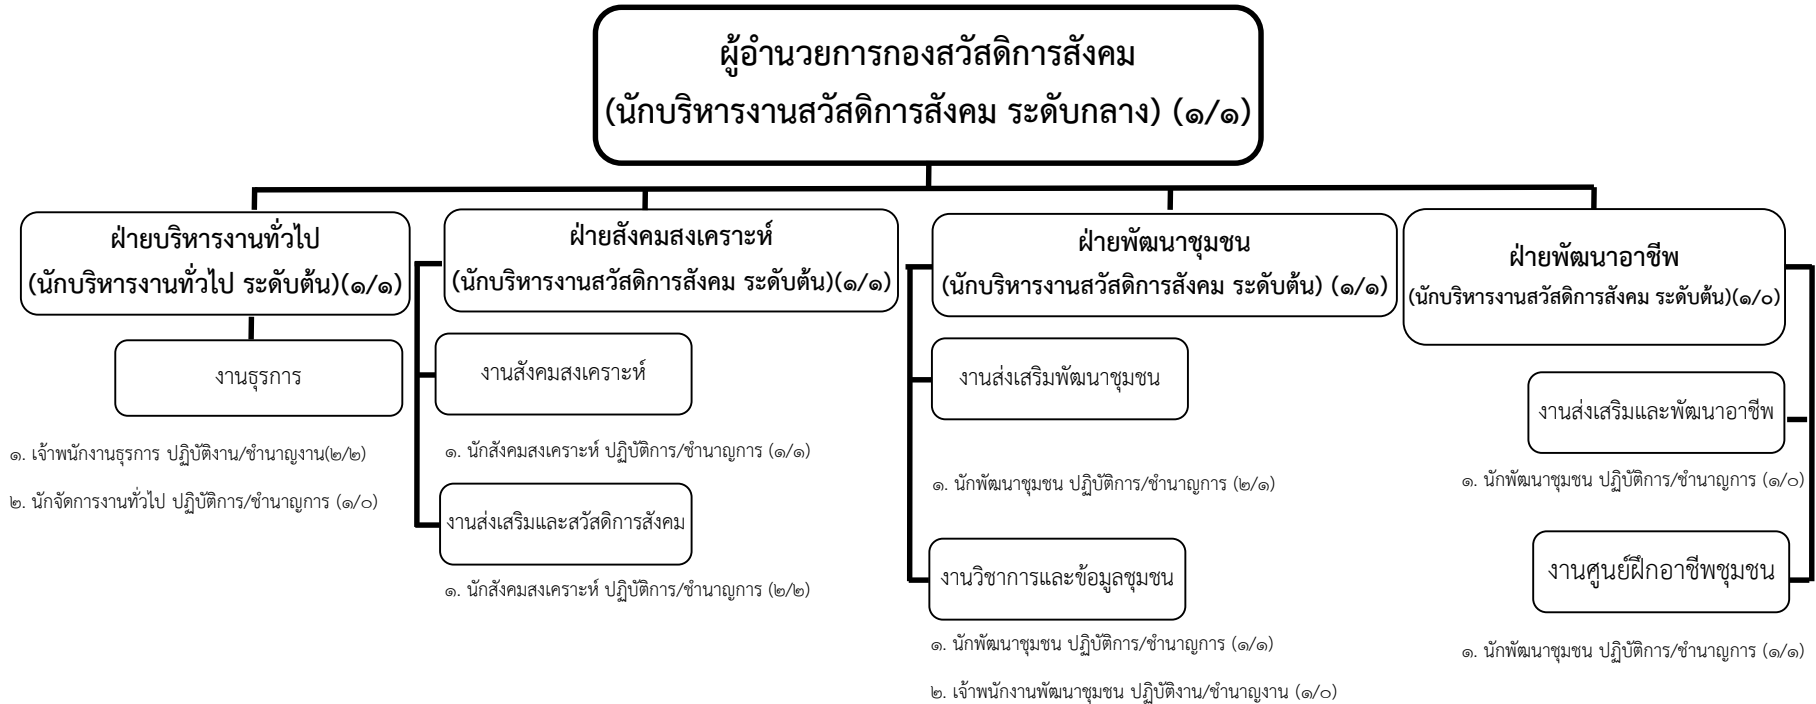 ผู้อำนวยการกองสวัสดิการสังคม
(นักบริหารงานสวัสดิการสังคม ระดับกลาง) (๑/๑)
ฝ่ายบริหารงานทั่วไป
(นักบริหารงานทั่วไป ระดับต้น)(๑/๑)
งานธุรการ
๑. เจ้าพนักงานธุรการ ปฏิบัติงาน/ชำนาญงาน(๒/๒)
๒. นักจัดการงานทั่วไป ปฏิบัติการ/ชำนาญการ (๑/๐)
ฝ่ายสังคมสงเคราะห์
(นักบริหารงานสวัสดิการสังคม ระดับต้น)(๑/๑)
งานสังคมสงเคราะห์
๑. นักสังคมสงเคราะห์ ปฏิบัติการ/ชำนาญการ (๑/๑)
งานส่งเสริมและสวัสดิการสังคม
๑. นักสังคมสงเคราะห์ ปฏิบัติการ/ชำนาญการ (๒/๒)
ฝ่ายพัฒนาชุมชน
(นักบริหารงานสวัสดิการสังคม ระดับต้น) (๑/๑)
งานส่งเสริมพัฒนาชุมชน
๑. นักพัฒนาชุมชน ปฏิบัติการ/ชำนาญการ (๒/๑)
งานวิชาการและข้อมูลชุมชน
๑. นักพัฒนาชุมชน ปฏิบัติการ/ชำนาญการ (๑/๑)
๒. เจ้าพนักงานพัฒนาชุมชน ปฏิบัติงาน/ชำนาญงาน (๑/๐)
ฝ่ายพัฒนาอาชีพ
(นักบริหารงานสวัสดิการสังคม ระดับต้น)(๑/๐)
งานส่งเสริมและพัฒนาอาชีพ
๑. นักพัฒนาชุมชน ปฏิบัติการ/ชำนาญการ (๑/๐)
งานศูนย์ฝึกอาชีพชุมชน
๑. นักพัฒนาชุมชน ปฏิบัติการ/ชำนาญการ (๑/๑)